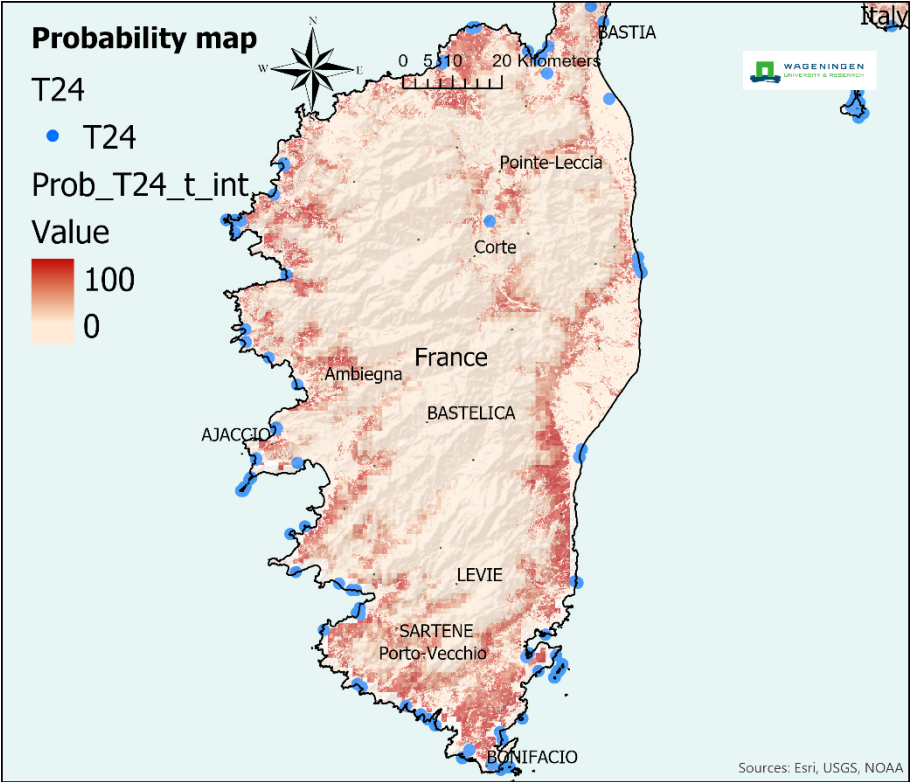 Probability map
T24
T24
Prob_T24_t_int
Value
100
0
N
W
E
S
0 5 10 20 Kilometers
BASTIA
Italy
WAGENINGEN
UNIVERSITY & RESEARCH
Pointe-Leccia
Corte
France
Ambiegna
BASTELICA
AJACCIO
LEVIE
SARTENE
Porto-Vecchio
BONIFACIO
Sources: Esri, USGS, NOAA